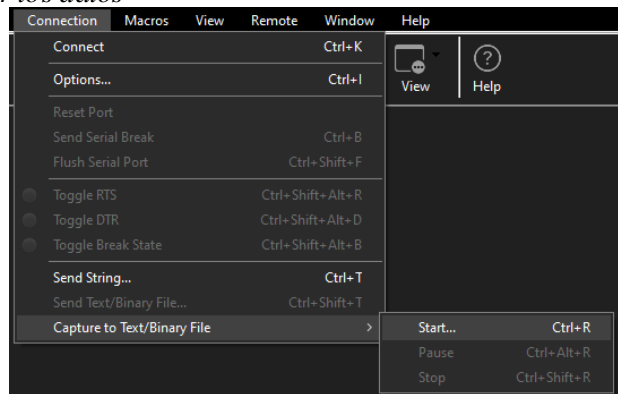 los datos
Connection Macros View Remote Window Help
Connect Ctrl+K
Options... Ctrl+I
View Help
Reset Port
Send Serial Break Ctrl+B
Flush Serial Port Ctrl+Shift+F
Toggle RTS Ctrl+Shift+Alt+R
Toggle DTR Ctrl+Shift+Alt+D
Toggle Break State Ctrl+Shift+Alt+B
Send String... Ctrl+T
Send Text/Binary File... Ctrl+Shift+T
Capture to Text/Binary File >
Start... Ctrl+R
Pause Ctrl+Alt+R
Stop Ctrl+Shift+R